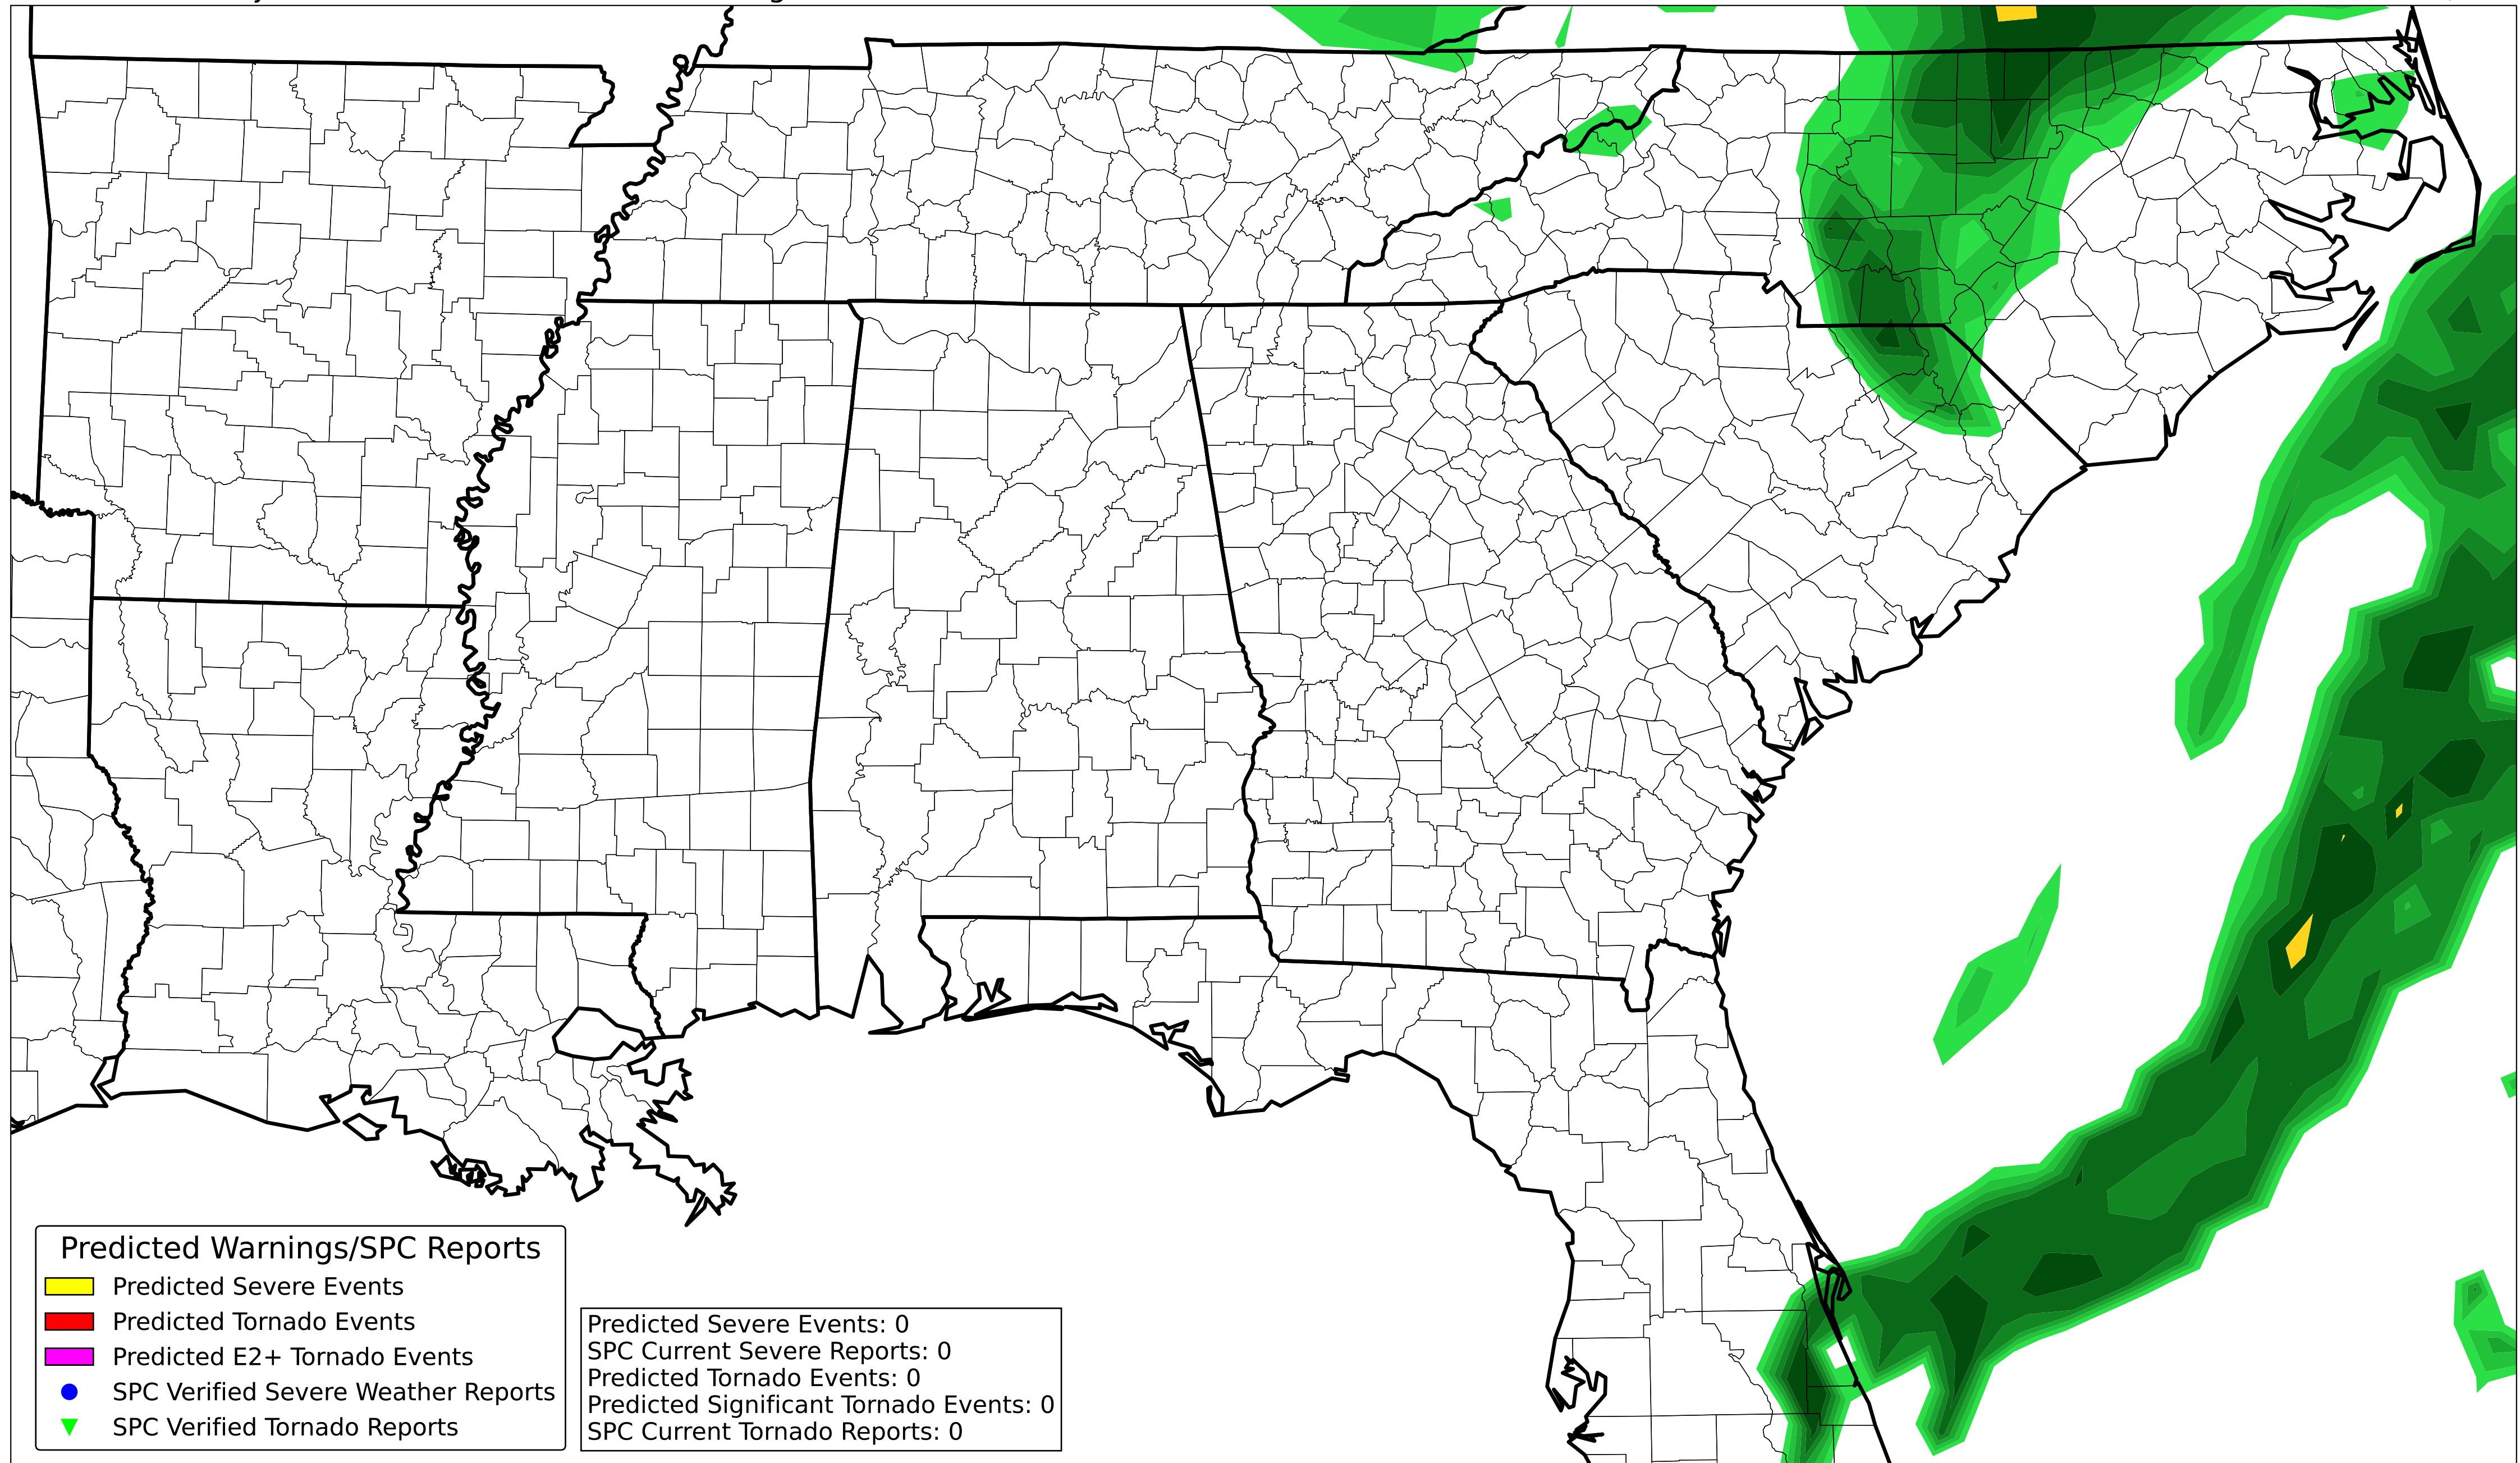 Predicted Warnings/SPC Reports
Predicted Severe Events
Predicted Tornado Events
Predicted E2+ Tornado Events
SPC Verified Severe Weather Reports
SPC Verified Tornado Reports
Predicted Severe Events: 0
SPC Current Severe Reports: 0
Predicted Tornado Events: 0
Predicted Significant Tornado Events: 0
SPC Current Tornado Reports: 0